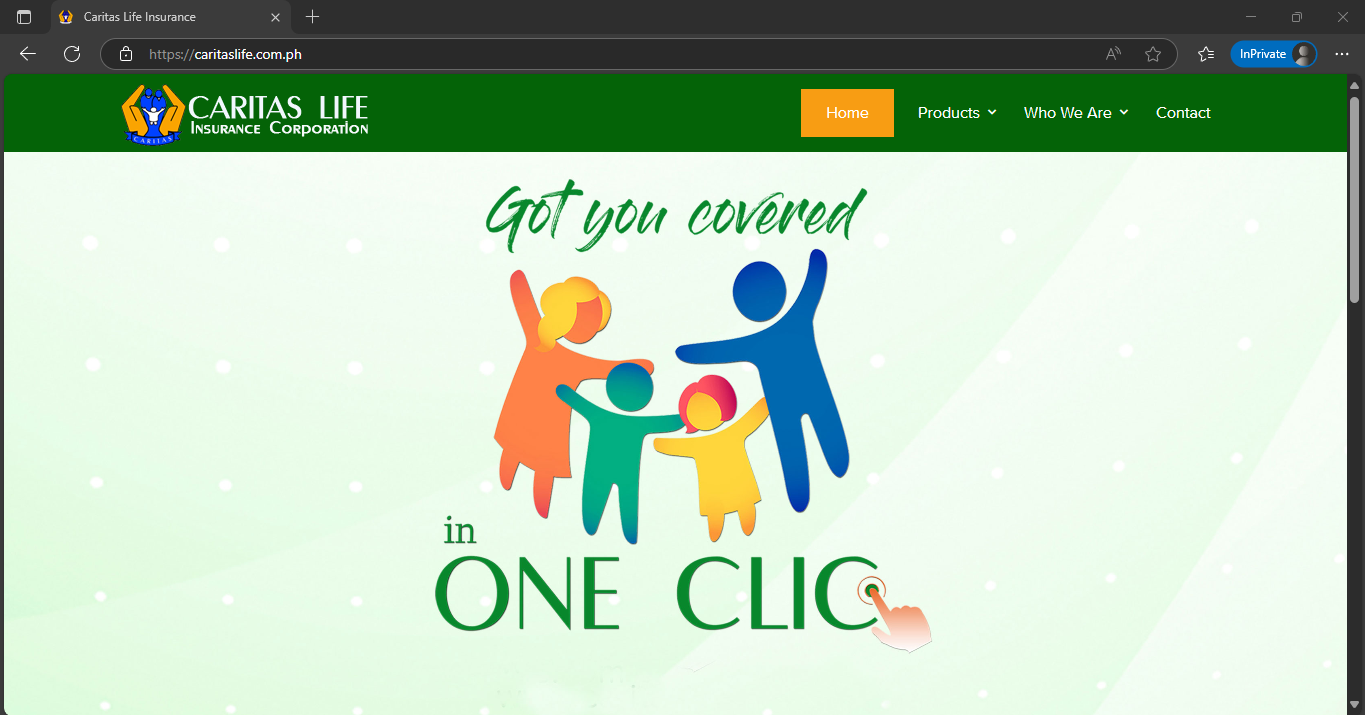 Caritas Life Insurance
https://caritaslife.com.ph
InPrivate
CARITAS LIFE
INSURANCE CORPORATION
CARITAS
Home
Products
Who We Are
Contact
Got you covered
in
ONE CLIC